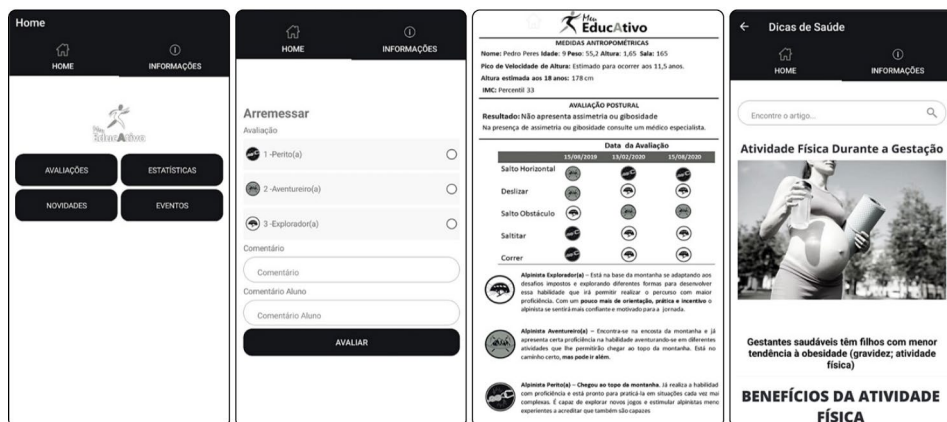 Home
HOME
INFORMAÇÕES
Meu
EducAtivo
AVALIAÇÕES
ESTATÍSTICAS
NOVIDADES
EVENTOS
HOME
INFORMAÇÕES
Arremessar
Avaliação
1 -Perito(a)
2 -Aventureiro(a)
3 -Explorador(a)
Comentário
Comentário
Comentário Aluno
Comentário Aluno
AVALIAR
Meu
EducAtivo
MEDIDAS ANTROPOMÉTRICAS
Nome: Pedro Peres Idade: 9 Peso: 55,2 Altura: 1,65 Sala: 165
Pico de Velocidade de Altura: Estimado para ocorrer aos 11,5 anos.
Altura estimada aos 18 anos: 178 cm
IMC: Percentil 33
AVALIAÇÃO POSTURAL
Resultado: Não apresenta assimetria ou gibosidade
Na presença de assimetria ou gibosidade consulte um médico especialista.
Data da Avaliação
15/08/2019 13/02/2020 15/08/2020
Salto Horizontal
Deslizar
Salto Obstáculo
Saltitar
Correr
Alpinista Explorador(a) – Está na base da montanha se adaptando aos
desafios impostos e explorando diferentes formas para desenvolver
essa habilidade que irá permitir realizar o percurso com maior
proficiência. Com um pouco mais de orientação, prática e incentivo o
alpinista se sentirá mais confiante e motivado para a jornada.
Alpinista Aventureiro(a) – Encontra-se na encosta da montanha e já
apresenta certa proficiência na habilidade aventurando-se em diferentes
atividades que lhe permitirão chegar ao topo da montanha. Está no
caminho certo, mas pode ir além.
Alpinista Perito(a) – Chegou ao topo da montanha. Já realiza a habilidad
com proficiência e está pronto para praticá-la em situações cada vez mai
complexas. É capaz de explorar novos jogos e estimular alpinistas meno
experientes a acreditar que também são capazes
Dicas de Saúde
HOME
INFORMAÇÕES
Encontre o artigo...
Atividade Física Durante a Gestação
Gestantes saudáveis têm filhos com menor
tendência à obesidade (gravidez; atividade
física)
BENEFÍCIOS DA ATIVIDADE
FÍSICA